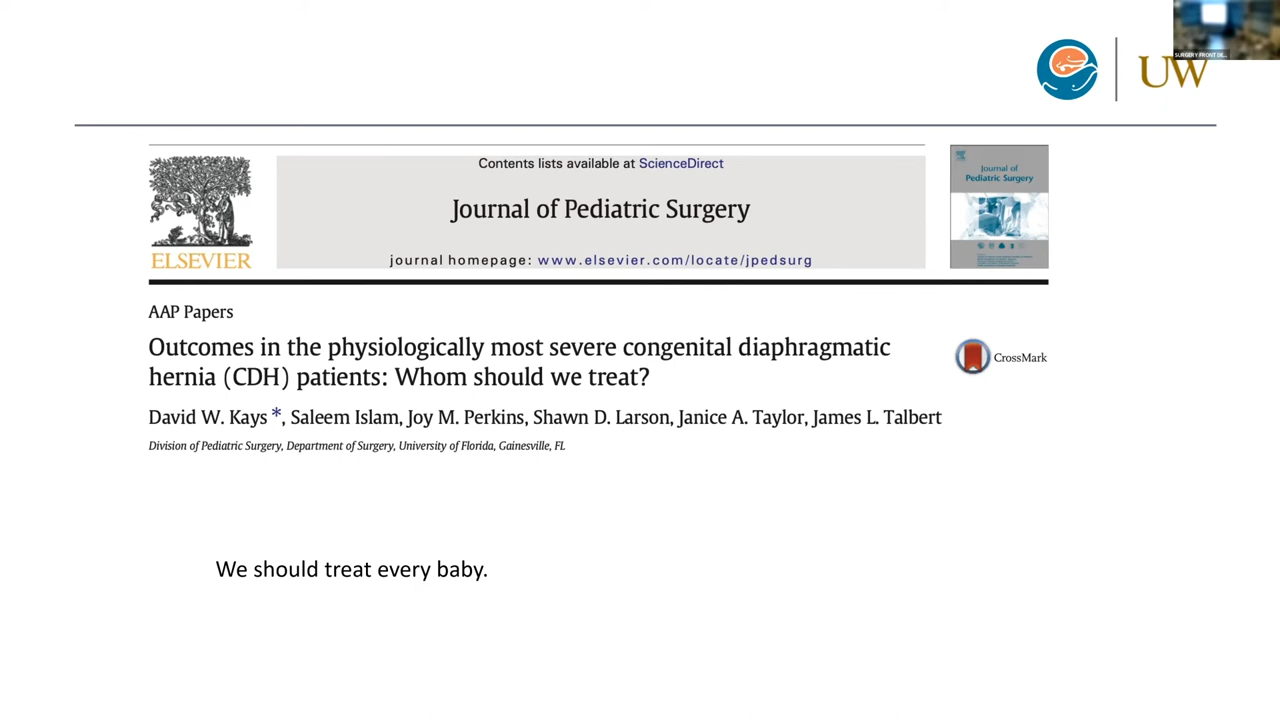 SURGERY FRONT DE...
UW
Contents lists available at ScienceDirect
Journal of Pediatric Surgery
journal homepage: www.elsevier.com/locate/jpedsurg
ELSEVIER
Journal of
Pediatric Surgery
AAP Papers
Outcomes in the physiologically most severe congenital diaphragmatic
hernia (CDH) patients: Whom should we treat?
CrossMark
David W. Kays *, Saleem Islam, Joy M. Perkins, Shawn D. Larson, Janice A. Taylor, James L. Talbert
Division of Pediatric Surgery, Department of Surgery, University of Florida, Gainesville, FL
We should treat every baby.